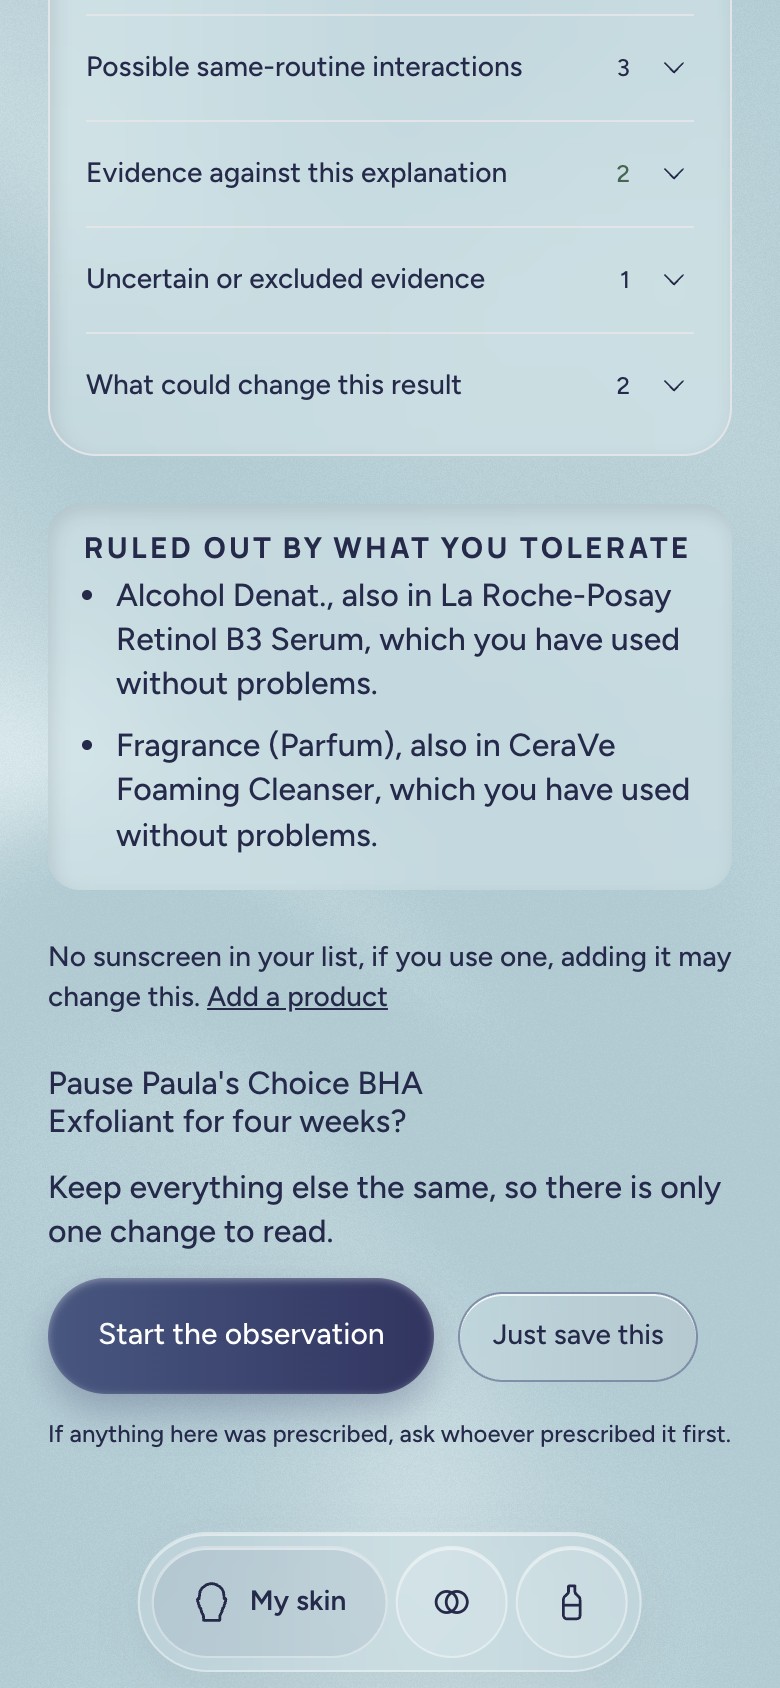 Possible same-routine interactions 3
Evidence against this explanation 2
Uncertain or excluded evidence 1
What could change this result 2
RULED OUT BY WHAT YOU TOLERATE
• Alcohol Denat., also in La Roche-Posay
Retinol B3 Serum, which you have used
without problems.
• Fragrance (Parfum), also in CeraVe
Foaming Cleanser, which you have used
without problems.
No sunscreen in your list, if you use one, adding it may
change this. Add a product
Pause Paula's Choice BHA
Exfoliant for four weeks?
Keep everything else the same, so there is only
one change to read.
Start the observation
Just save this
If anything here was prescribed, ask whoever prescribed it first.
My skin